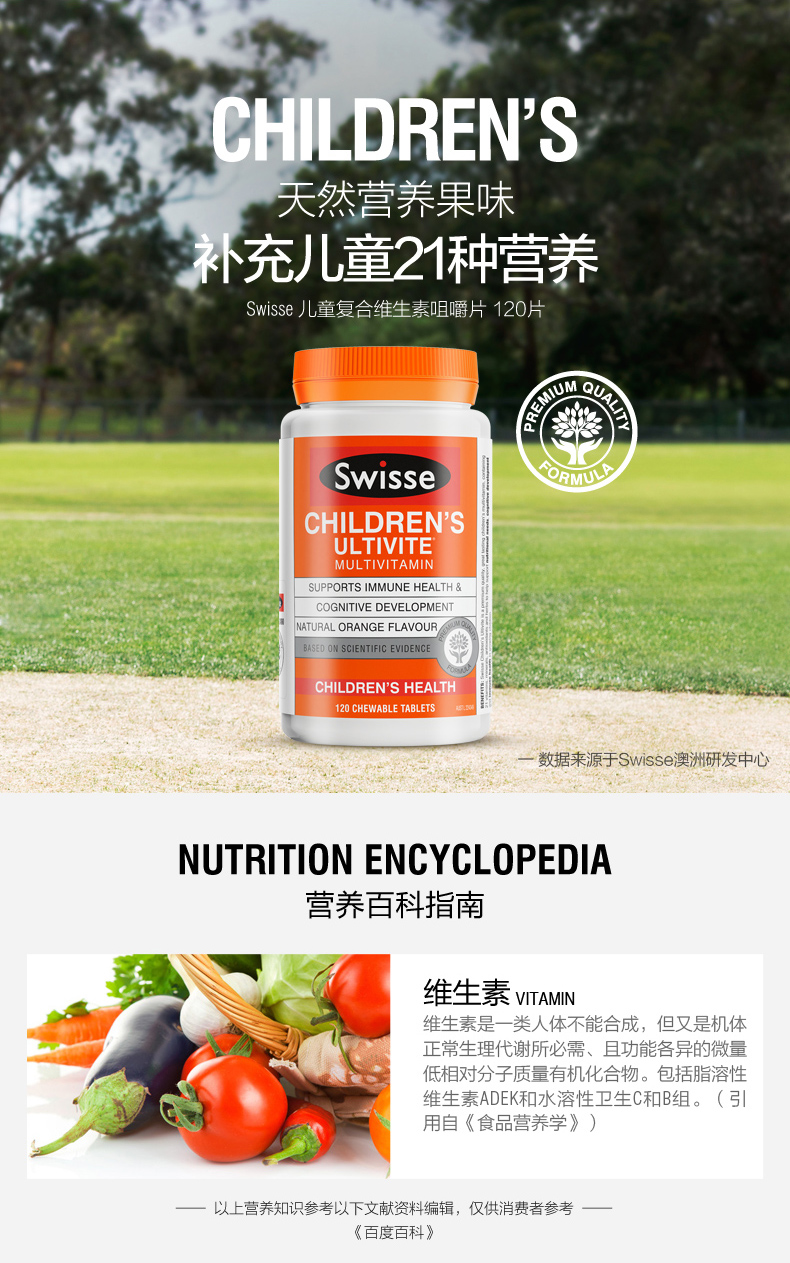 CHILDREN'S
天然营养果味
补充儿童21种营养
Swisse 儿童复合维生素咀嚼片 120片
PREMIUM QUALITY
FORMULA
Swisse
CHILDREN'S
ULTIVITE
MULTIVITAMIN
SUPPORTS IMMUNE HEALTH &
COGNITIVE DEVELOPMENT
NATURAL ORANGE FLAVOUR
BASED ON SCIENTIFIC EVIDENCE
PREMIUM QUALITY
FORMULA
CHILDREN'S HEALTH
120 CHEWABLE TABLETS
— 数据来源于Swisse澳洲研发中心
NUTRITION ENCYCLOPEDIA
营养百科指南
维生素 VITAMIN
维生素是一类人体不能合成，但又是机体
正常生理代谢所必需、且功能各异的微量
低相对分子质量有机化合物。包括脂溶性
维生素ADEK和水溶性卫生C和B组。（引
用自《食品营养学》）
—— 以上营养知识参考以下文献资料编辑，仅供消费者参考 ——
《百度百科》